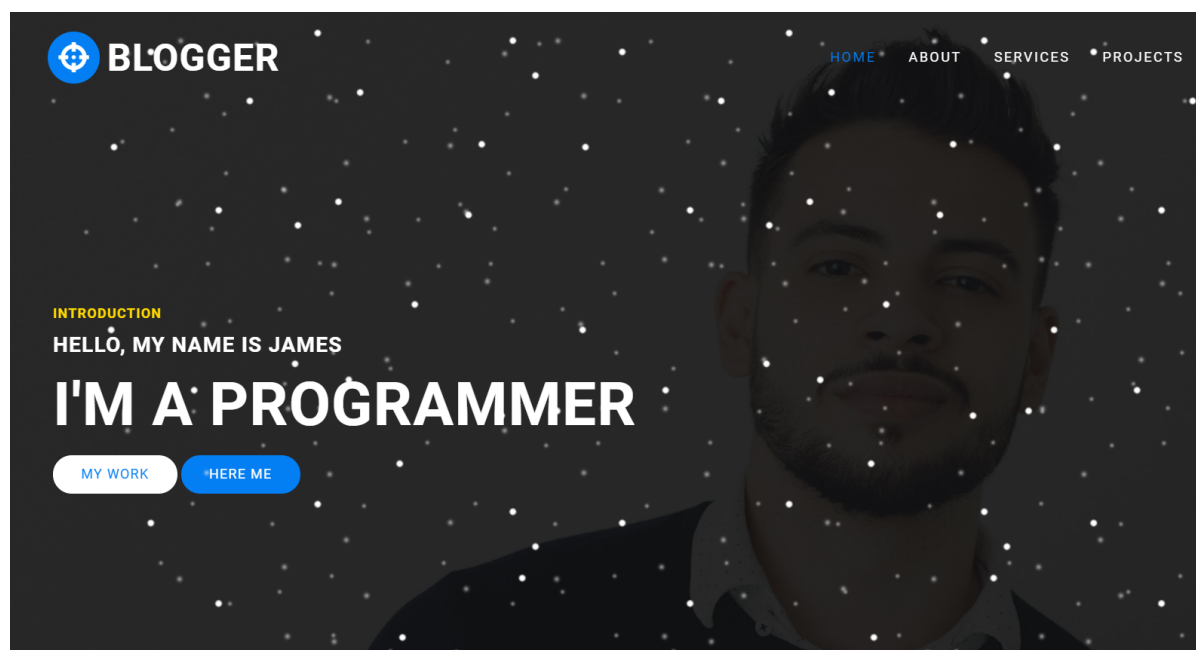 BLOGGER
HOME ABOUT SERVICES PROJECTS
INTRODUCTION
HELLO, MY NAME IS JAMES
I'M A PROGRAMMER
MY WORK HERE ME